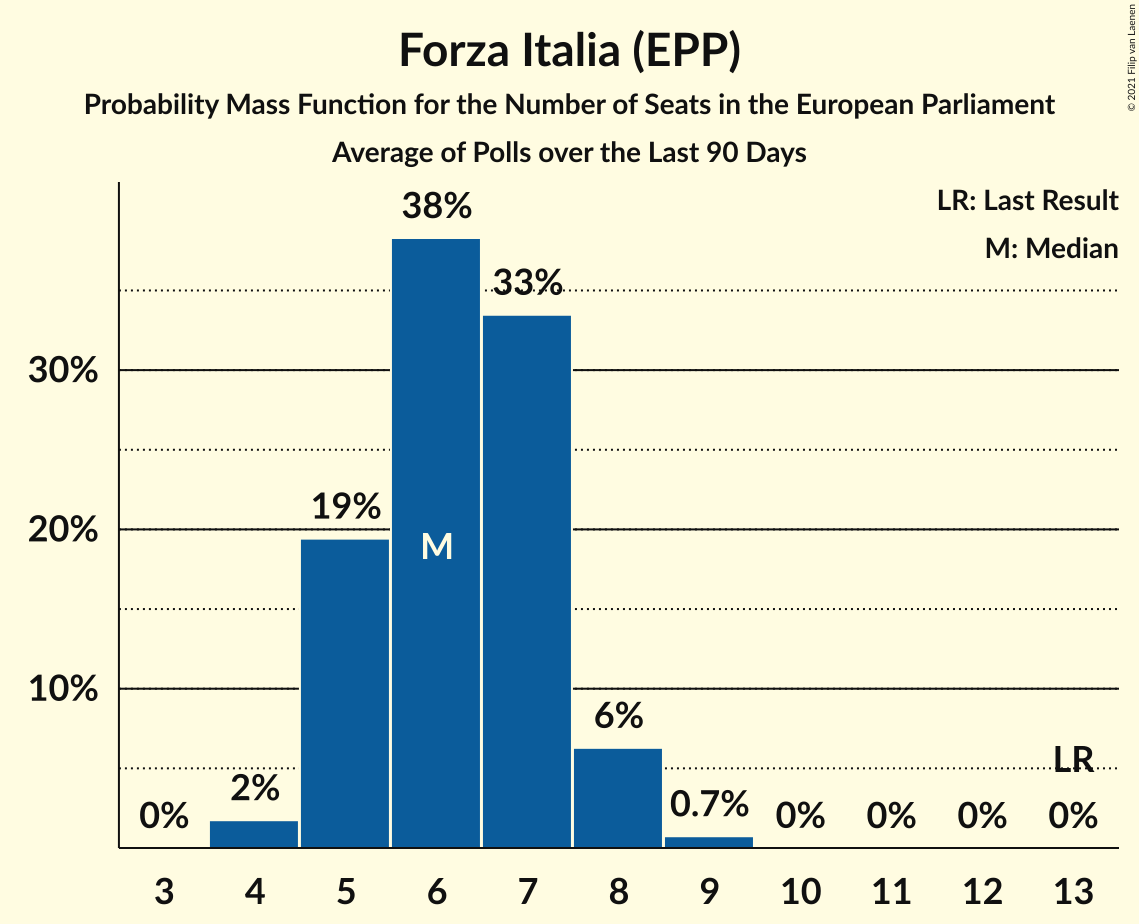 Forza Italia (EPP)
Probability Mass Function for the Number of Seats in the European Parliament
Average of Polls over the Last 90 Days
© 2021 Filip van Laenen
LR: Last Result
M: Median
38%
33%
30%
19%
20%
M
10%
6%
LR
0%
2%
0.7%
0%
0%
0%
0%
3 4 5 6 7 8 9 10 11 12 13